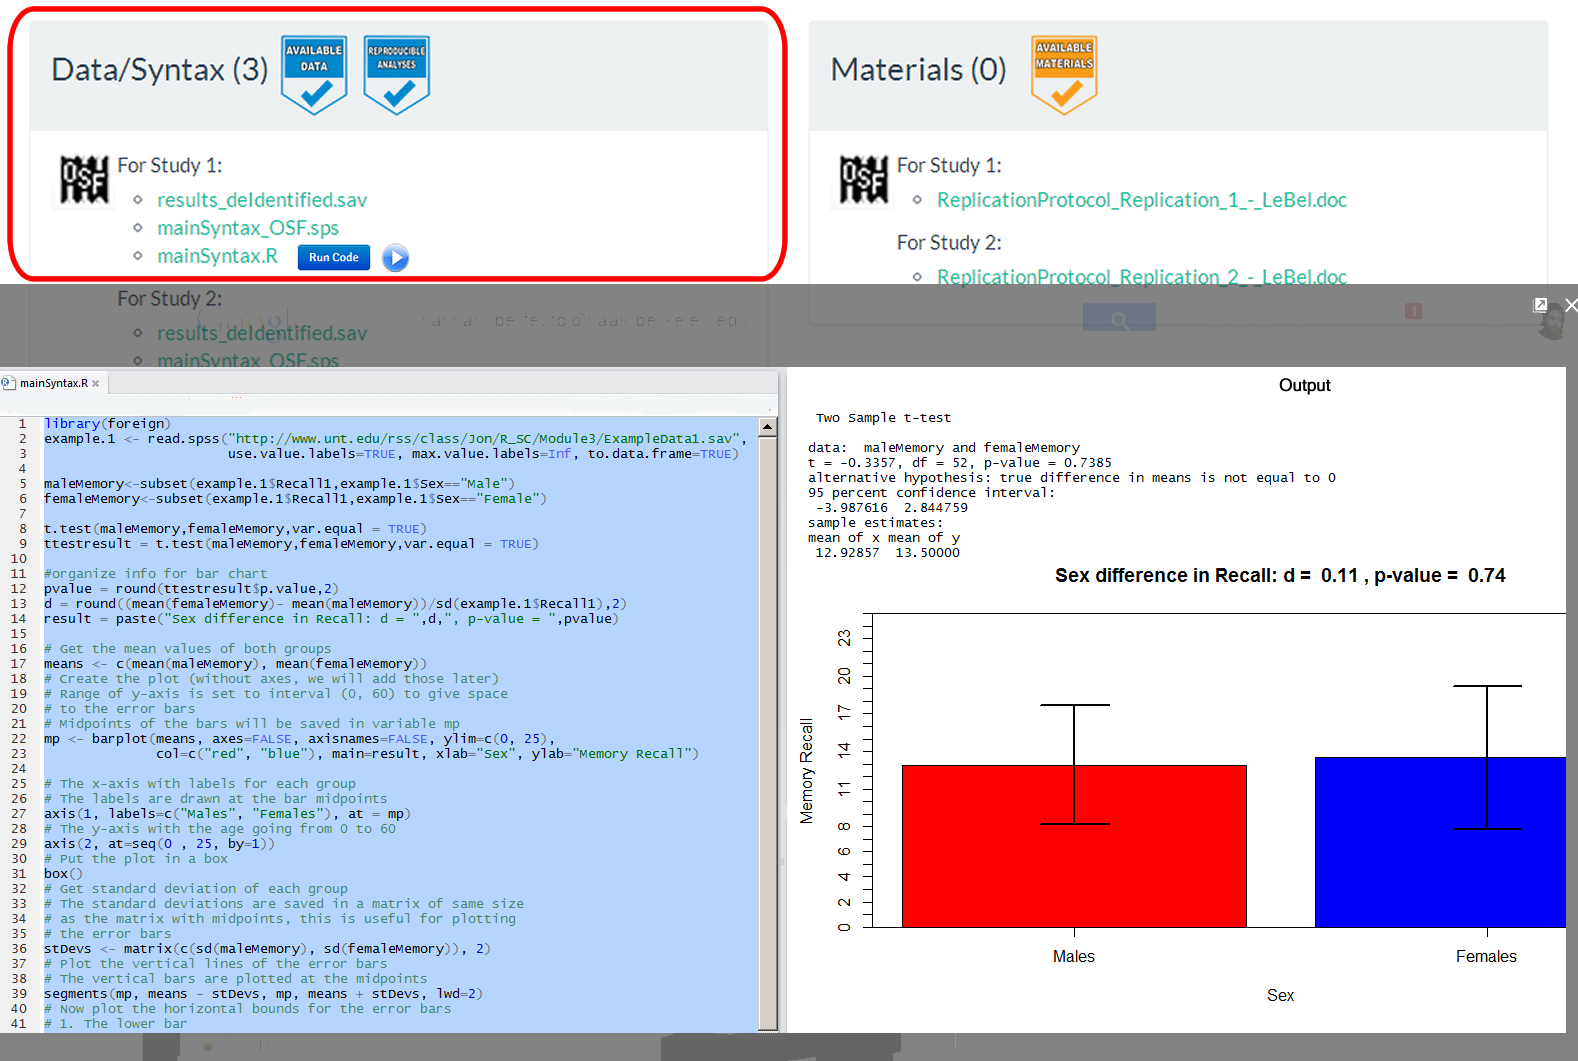 Data/Syntax (3)
AVAILABLE
DATA
REPRODUCIBLE
ANALYSES
For Study 1:
OSF
results_deIdentified.sav
mainSyntax_OSF.sps
mainSyntax.R
Run Code
For Study 2:
results_deIdentified.sav
mainSyntax_OSF.sps
Materials (0)
AVAILABLE
MATERIALS
For Study 1:
OSF
ReplicationProtocol_Replication_1_-_LeBel.doc
For Study 2:
ReplicationProtocol_Replication_2_-_LeBel.doc
1
mainSyntax.R
1 library(foreign)
2 example.1 <- read.spss("http://www.unt.edu/rss/class/Jon/R_SC/Module3/ExampleData1.sav",
3 use.value.labels=TRUE, max.value.labels=Inf, to.data.frame=TRUE)
4
5 maleMemory<-subset(example.1$Recall1,example.1$Sex=="Male")
6 femaleMemory<-subset(example.1$Recall1,example.1$Sex=="Female")
7
8 t.test(maleMemory,femaleMemory,var.equal = TRUE)
9 ttestresult = t.test(maleMemory,femaleMemory,var.equal = TRUE)
10
11 #organize info for bar chart
12 pvalue = round(ttestresult$p.value,2)
13 d = round((mean(femaleMemory)- mean(maleMemory))/sd(example.1$Recall1),2)
14 result = paste("Sex difference in Recall: d = ",d,", p-value = ",pvalue)
15
16 # Get the mean values of both groups
17 means <- c(mean(maleMemory), mean(femaleMemory))
18 # Create the plot (without axes, we will add those later)
19 # Range of y-axis is set to interval (0, 60) to give space
20 # to the error bars
21 # Midpoints of the bars will be saved in variable mp
22 mp <- barplot(means, axes=FALSE, axisnames=FALSE, ylim=c(0, 25),
23 col=c("red", "blue"), main=result, xlab="Sex", ylab="Memory Recall")
24
25 # The x-axis with labels for each group
26 # The labels are drawn at the bar midpoints
27 axis(1, labels=c("Males", "Females"), at = mp)
28 # The y-axis with the age going from 0 to 60
29 axis(2, at=seq(0 , 25, by=1))
30 # Put the plot in a box
31 box()
32 # Get standard deviation of each group
33 # The standard deviations are saved in a matrix of same size
34 # as the matrix with midpoints, this is useful for plotting
35 # the error bars
36 stDevs <- matrix(c(sd(maleMemory), sd(femaleMemory)), 2)
37 # Plot the vertical lines of the error bars
38 # The vertical bars are plotted at the midpoints
39 segments(mp, means - stDevs, mp, means + stDevs, lwd=2)
40 # Now plot the horizontal bounds for the error bars
41 # 1. The lower bar
Output
Two Sample t-test
data: maleMemory and femaleMemory
t = -0.3357, df = 52, p-value = 0.7385
alternative hypothesis: true difference in means is not equal to 0
95 percent confidence interval:
-3.987616 2.844759
sample estimates:
mean of x mean of y
12.92857 13.50000
Sex difference in Recall: d = 0.11 , p-value = 0.74
Memory Recall
23
20
17
14
11
8
6
4
2
0
Males
Females
Sex